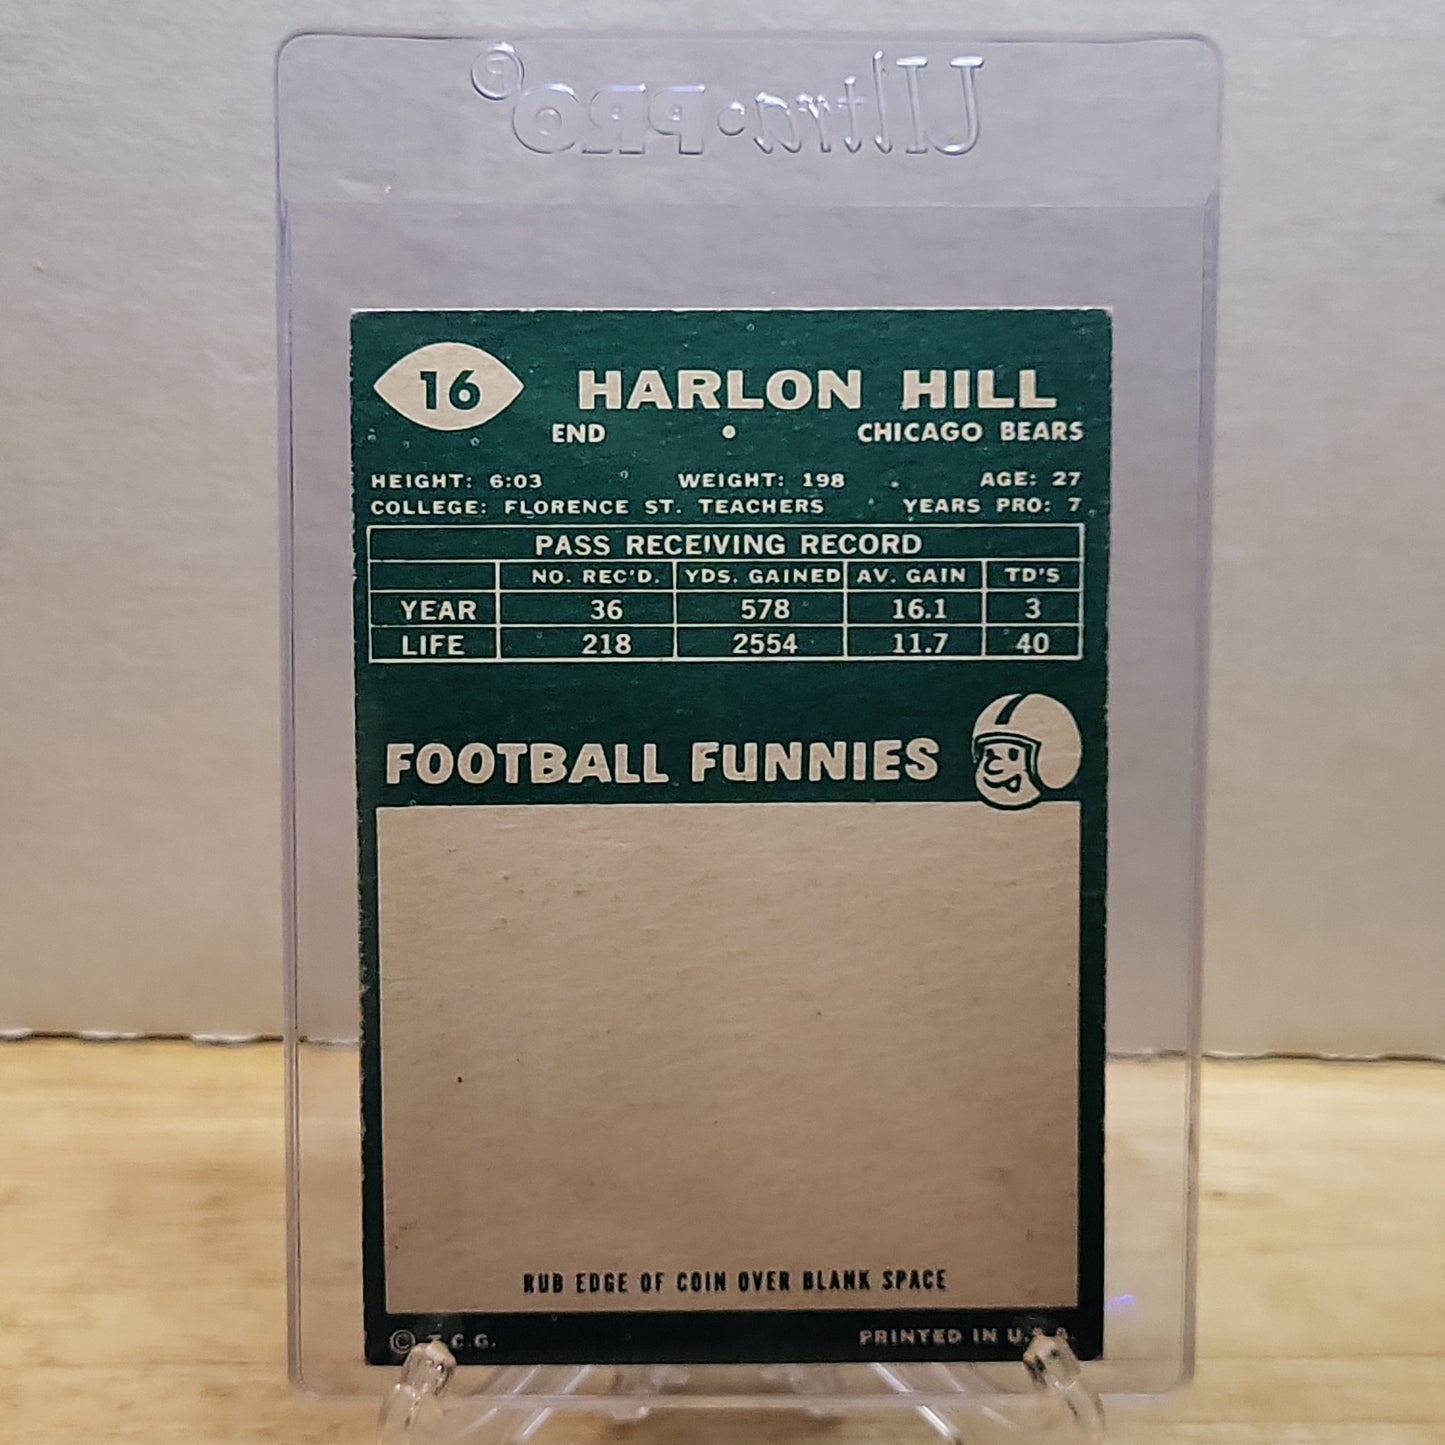 Ultra·PRO®
16 HARLON HILL
END • CHICAGO BEARS
HEIGHT: 6:03 WEIGHT: 198 AGE: 27
COLLEGE: FLORENCE ST. TEACHERS YEARS PRO: 7
PASS RECEIVING RECORD
NO. REC'D. YDS. GAINED AV. GAIN TD'S
YEAR 36 578 16.1 3
LIFE 218 2554 11.7 40
FOOTBALL FUNNIES
RUB EDGE OF COIN OVER BLANK SPACE
© T.C.G. PRINTED IN U.S.A.